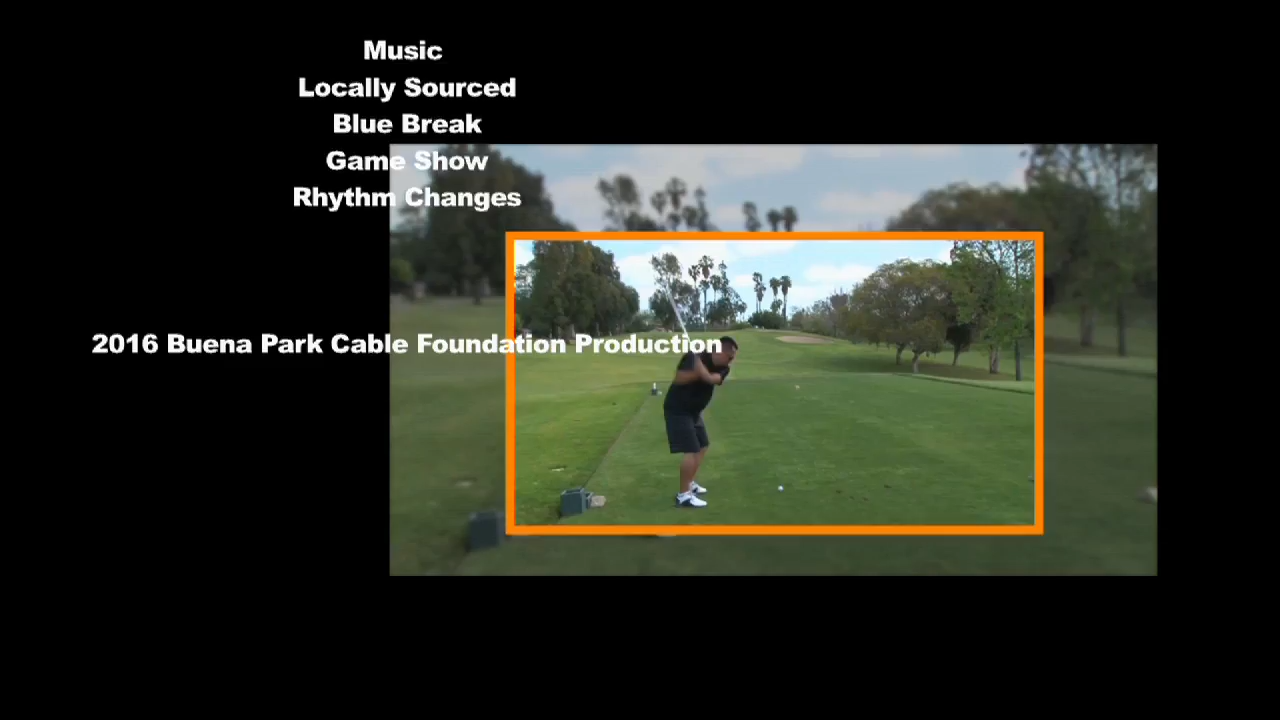 Music
Locally Sourced
Blue Break
Game Show
Rhythm Changes
2016 Buena Park Cable Foundation Production